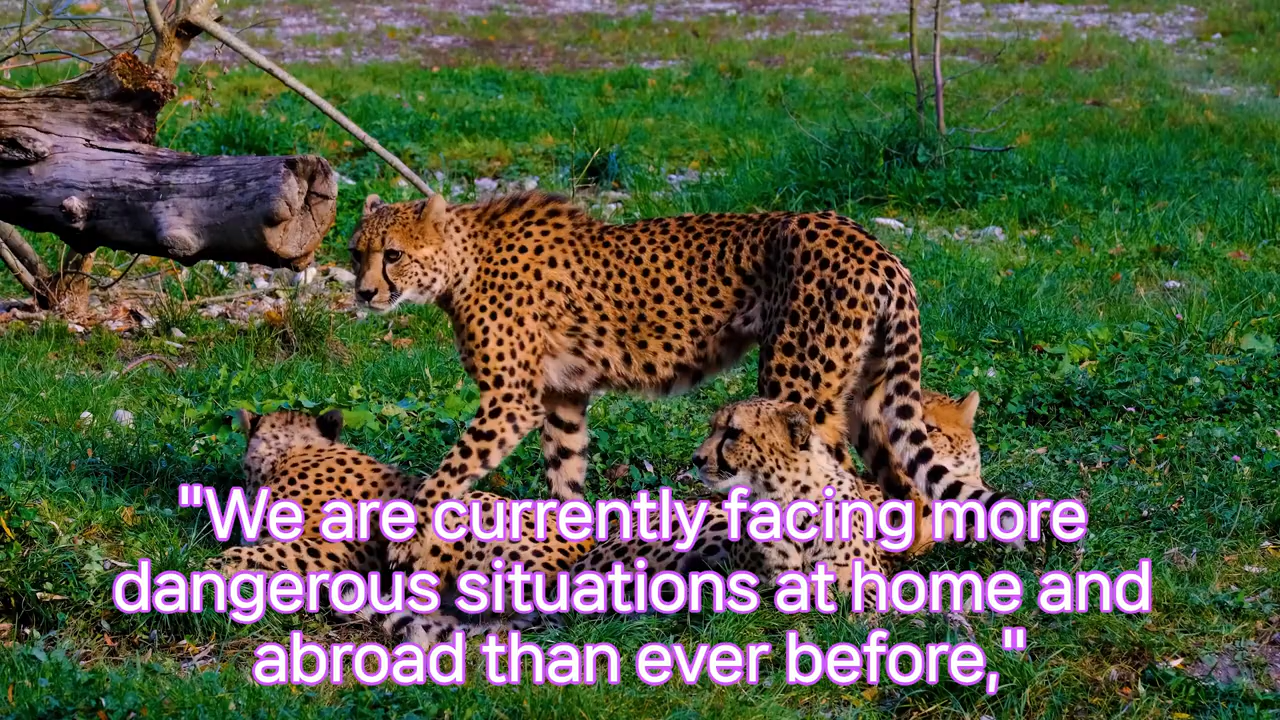 "We are currently facing more
dangerous situations at home and
abroad than ever before,"